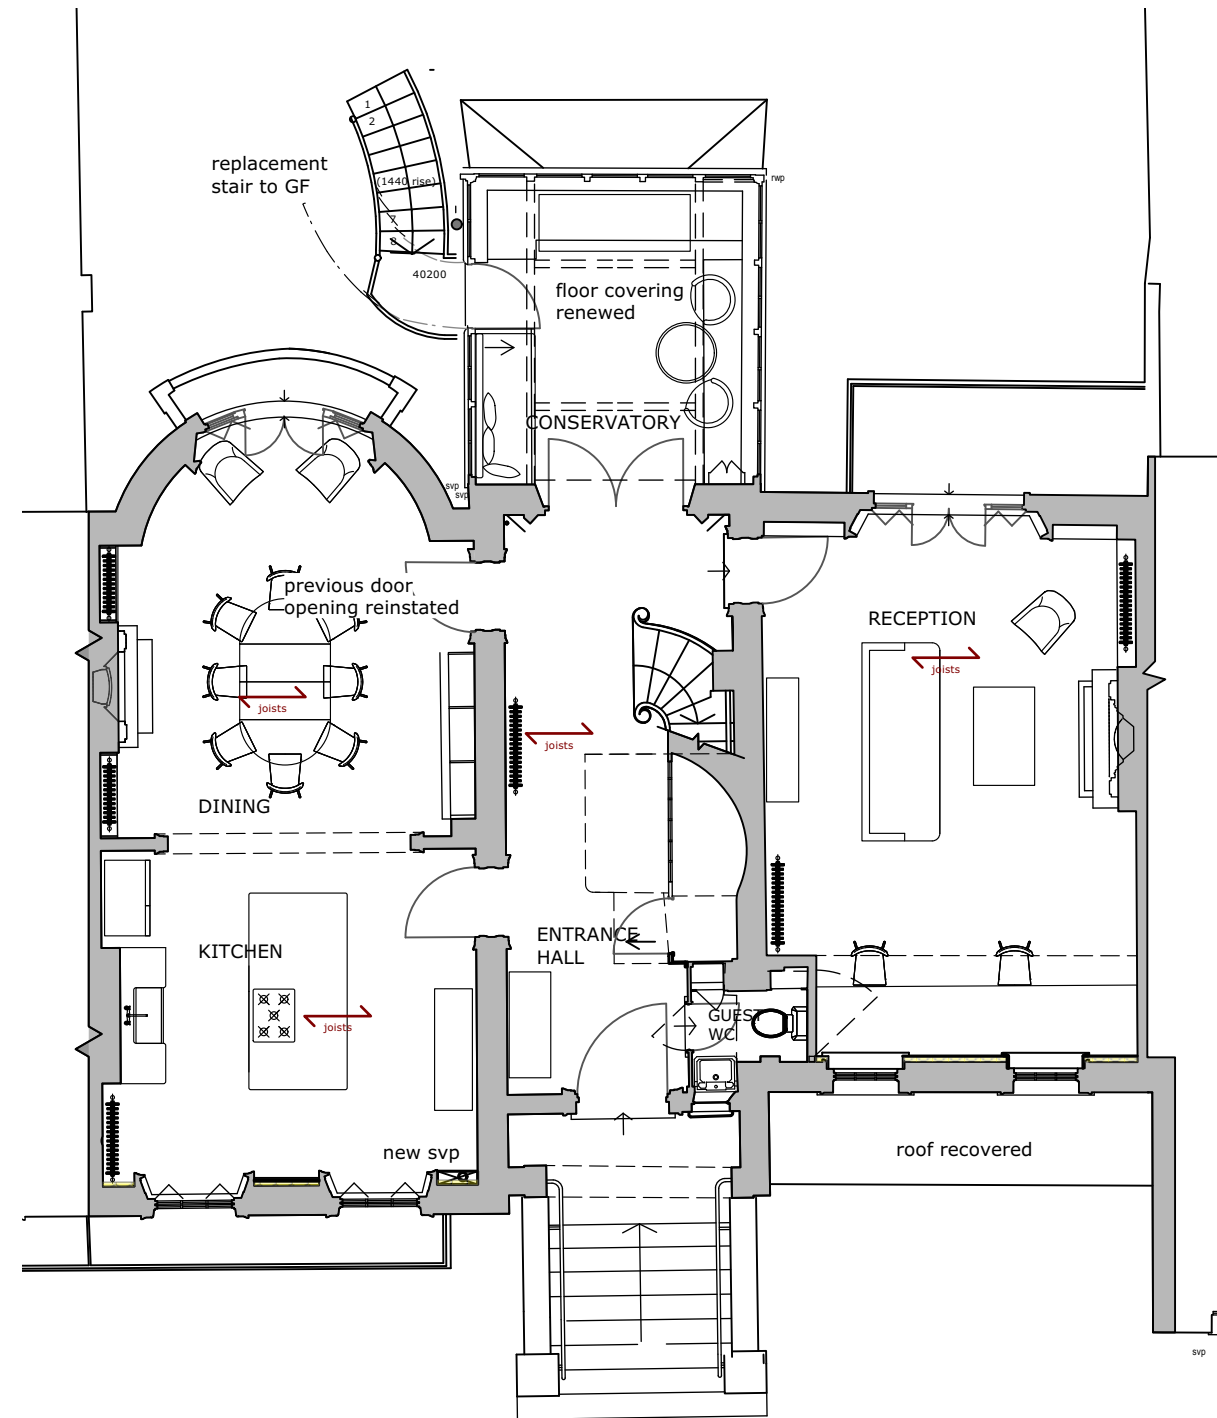 1
2
replacement
stair to GF
(1440 rise)
rwp
7
8
40200
floor covering
renewed
CONSERVATORY
svp
svp
previous door
opening reinstated
RECEPTION
joists
joists
joists
DINING
ENTRANCE
HALL
KITCHEN
GUEST
WC
joists
new svp
roof recovered
svp